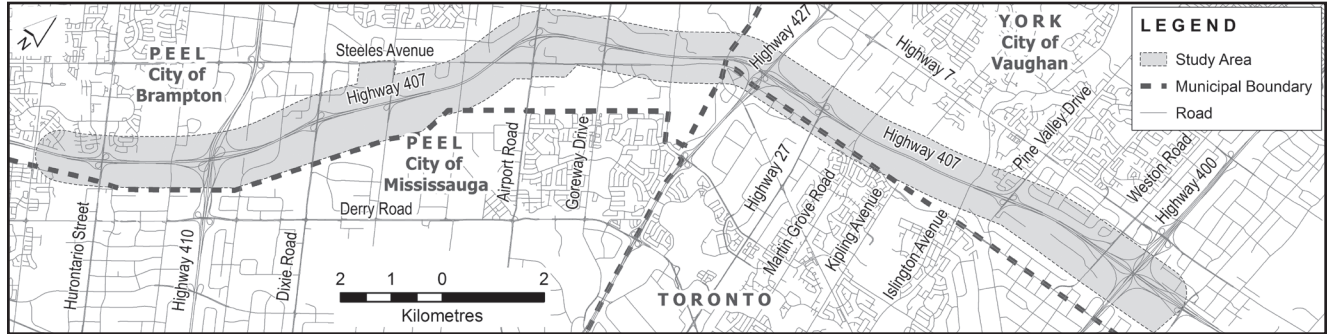 N
PEEL
City of
Brampton
Steeles Avenue
Highway 407
Highway 427
Highway 7
YORK
City of
Vaughan
LEGEND
Study Area
Municipal Boundary
Road
PEEL
City of
Mississauga
Airport Road
Goreway Drive
Highway 27
Martin Grove Road
Kipling Avenue
Islington Avenue
Highway 407
Pine Valley Drive
Weston Road
Highway 400
Hurontario Street
Highway 410
Dixie Road
Derry Road
2 1 0 2
Kilometres
TORONTO